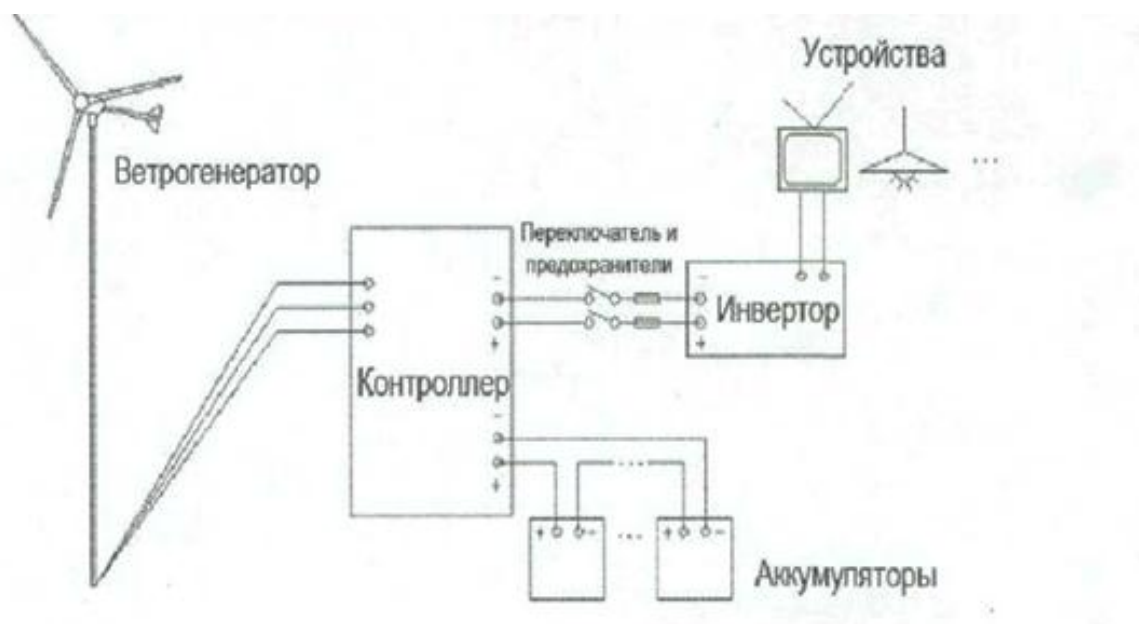 Устройства
Ветрогенератор
...
Переключатель и
предохранители
-
-
Инвертор
+
+
Контроллер
-
+
...
+ - ... + -
Аккумуляторы